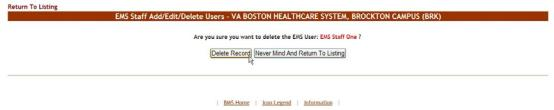 Return To Listing
EMS Staff Add/Edit/Delete Users - VA BOSTON HEALTHCARE SYSTEM, BROCKTON CAMPUS (BRK)
Are you sure you want to delete the EMS User: EMS Staff One ?
Delete Record Never Mind And Return To Listing
| EMS Home | Icon Legend | Information |